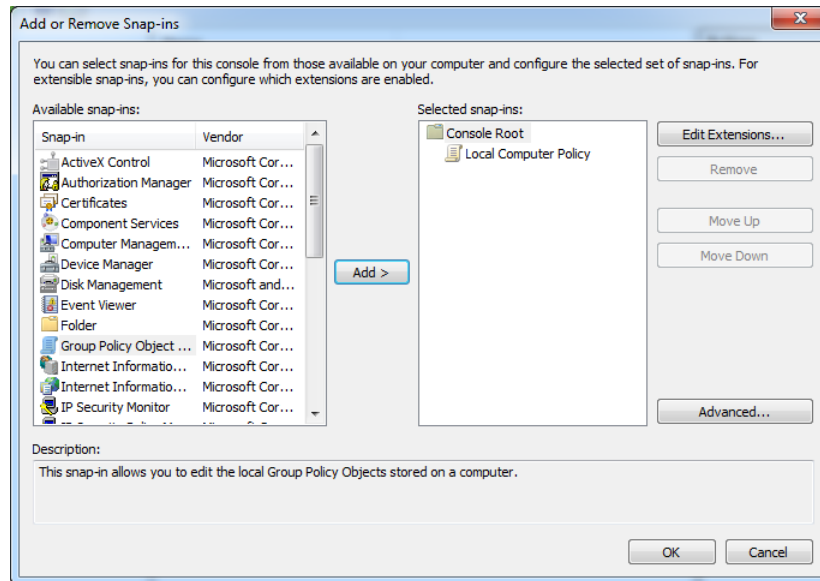 Add or Remove Snap-ins
You can select snap-ins for this console from those available on your computer and configure the selected set of snap-ins. For
extensible snap-ins, you can configure which extensions are enabled.
Available snap-ins:
Selected snap-ins:
Snap-in Vendor
ActiveX Control Microsoft Cor...
Authorization Manager Microsoft Cor...
Certificates Microsoft Cor...
Component Services Microsoft Cor...
Computer Managem... Microsoft Cor...
Device Manager Microsoft Cor...
Disk Management Microsoft and...
Event Viewer Microsoft Cor...
Folder Microsoft Cor...
Group Policy Object ... Microsoft Cor...
Internet Informatio... Microsoft Cor...
Internet Informatio... Microsoft Cor...
IP Security Monitor Microsoft Cor...
Add >
Console Root
Local Computer Policy
Edit Extensions...
Remove
Move Up
Move Down
Advanced...
Description:
This snap-in allows you to edit the local Group Policy Objects stored on a computer.
OK
Cancel